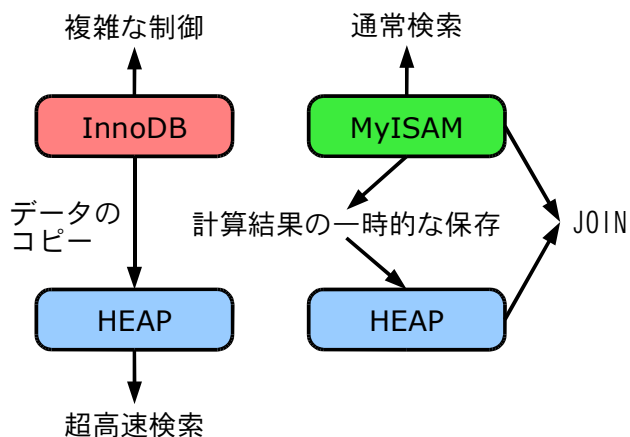 複雑な制御
InnoDB
データの
コピー
HEAP
超高速検索
通常検索
MyISAM
計算結果の一時的な保存
JOIN
HEAP